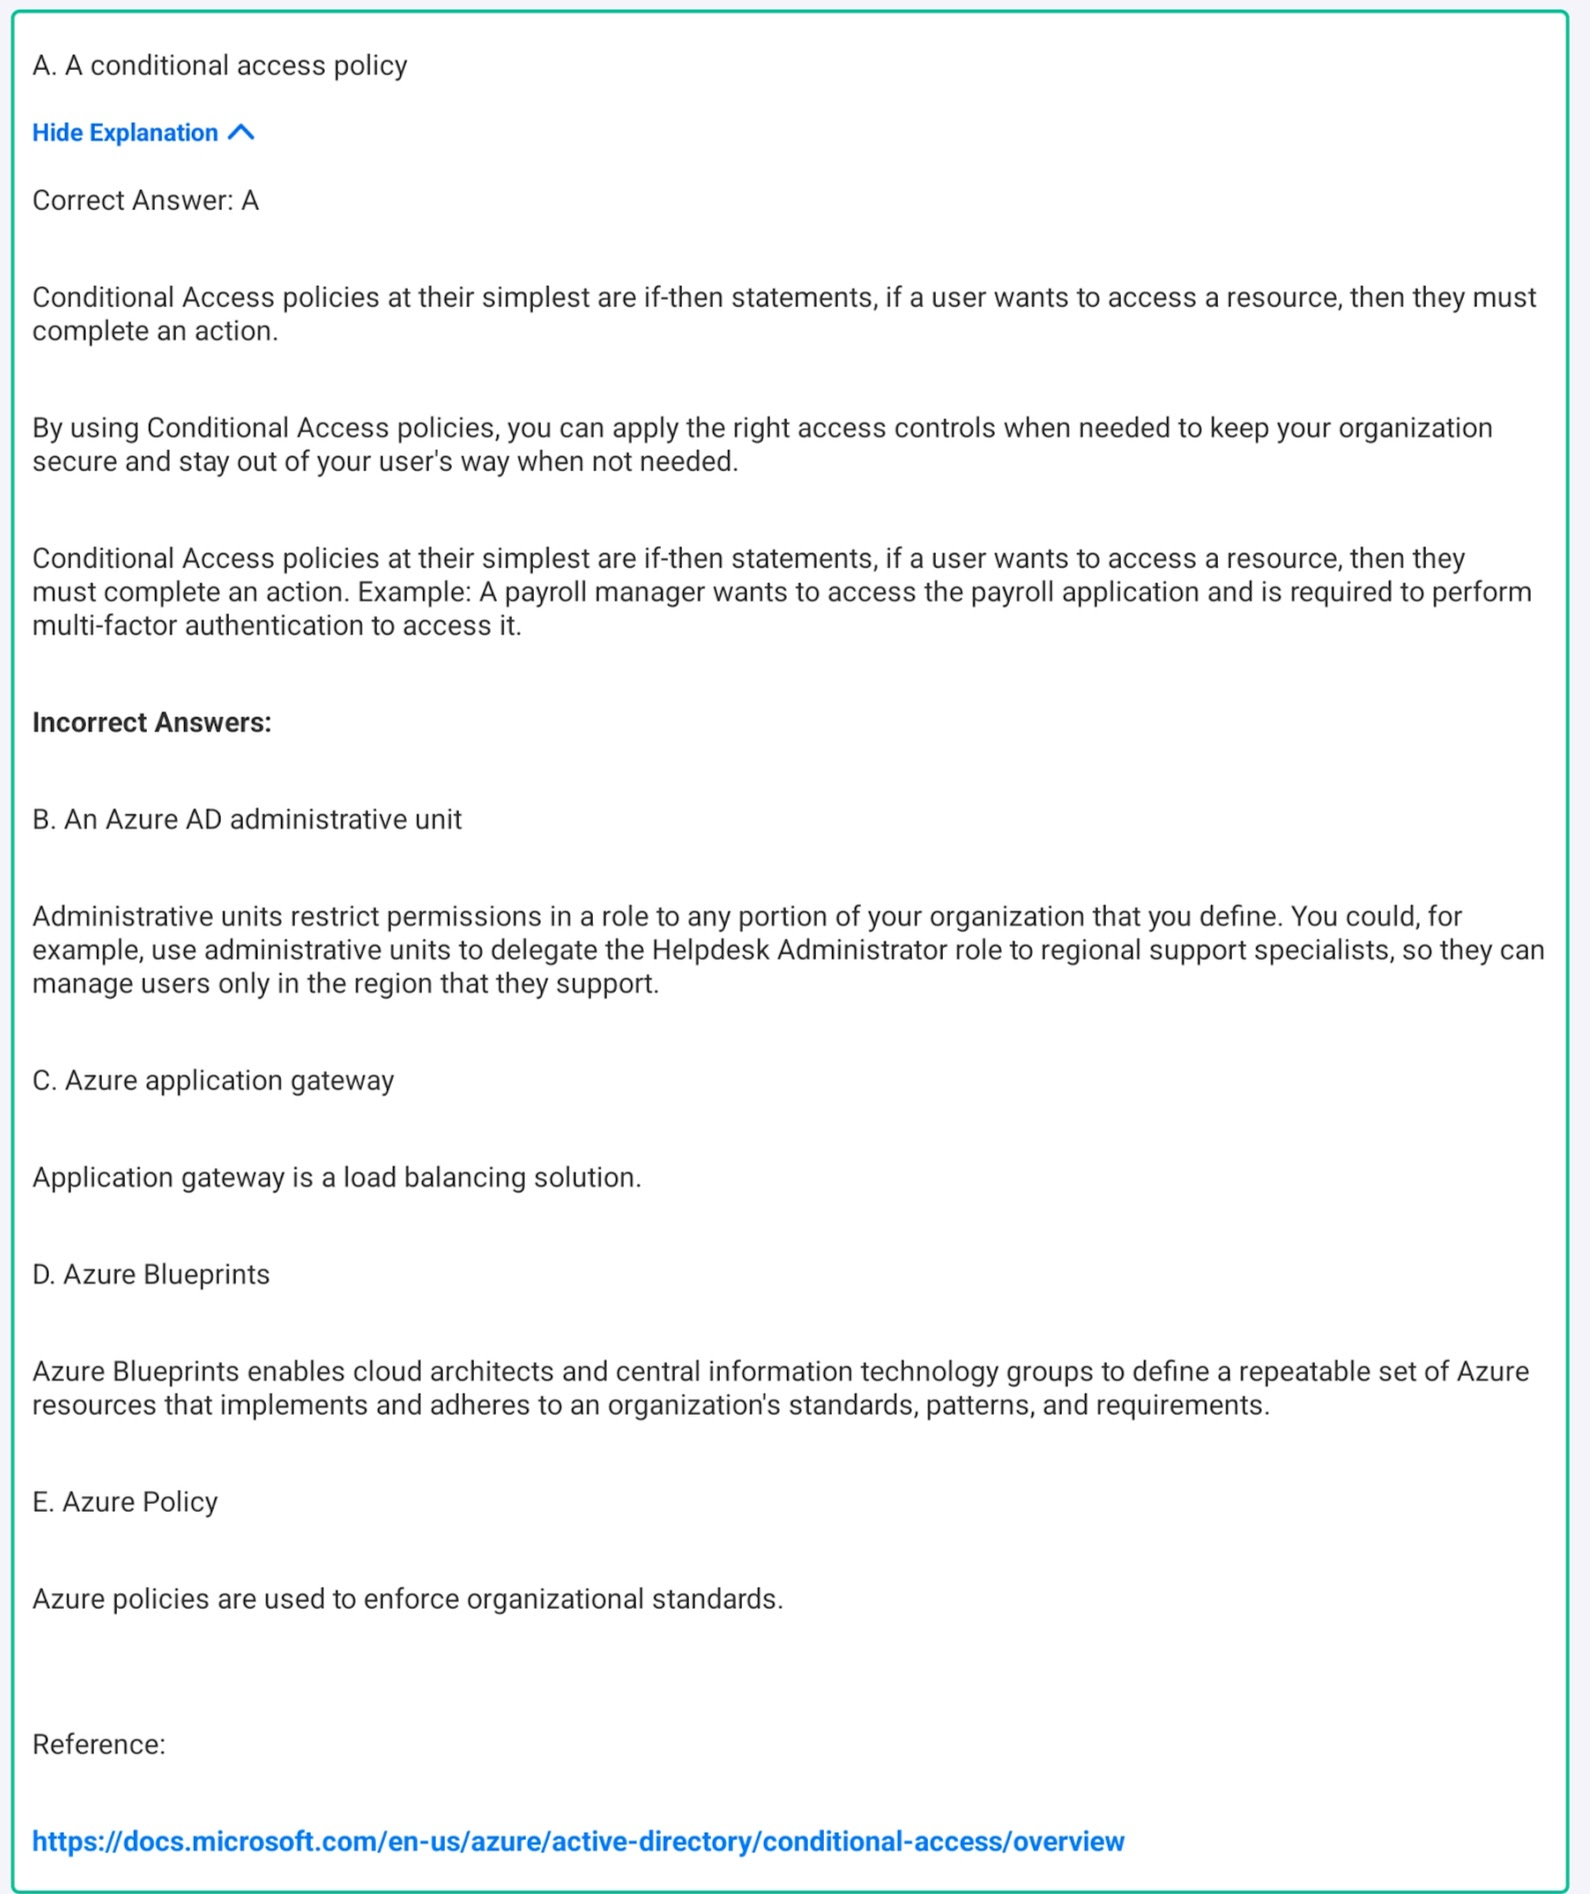 A. A conditional access policy
Hide Explanation
Correct Answer: A
Conditional Access policies at their simplest are if-then statements, if a user wants to access a resource, then they must
complete an action.
By using Conditional Access policies, you can apply the right access controls when needed to keep your organization
secure and stay out of your user's way when not needed.
Conditional Access policies at their simplest are if-then statements, if a user wants to access a resource, then they
must complete an action. Example: A payroll manager wants to access the payroll application and is required to perform
multi-factor authentication to access it.
Incorrect Answers:
B. An Azure AD administrative unit
Administrative units restrict permissions in a role to any portion of your organization that you define. You could, for
example, use administrative units to delegate the Helpdesk Administrator role to regional support specialists, so they can
manage users only in the region that they support.
C. Azure application gateway
Application gateway is a load balancing solution.
D. Azure Blueprints
Azure Blueprints enables cloud architects and central information technology groups to define a repeatable set of Azure
resources that implements and adheres to an organization's standards, patterns, and requirements.
E. Azure Policy
Azure policies are used to enforce organizational standards.
Reference:
https://docs.microsoft.com/en-us/azure/active-directory/conditional-access/overview